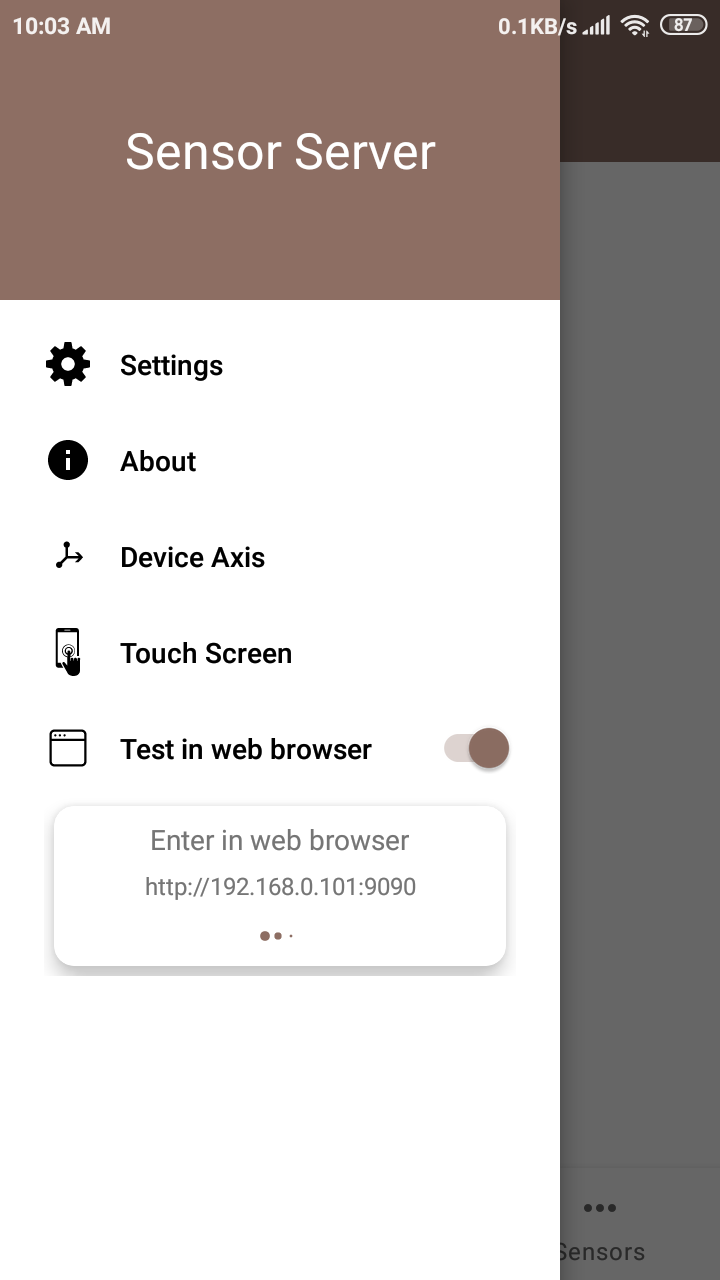 10:03 AM 0.1KB/s 87
Sensor Server
Settings
About
Device Axis
Touch Screen
Test in web browser
Enter in web browser
http://192.168.0.101:9090
Sensors